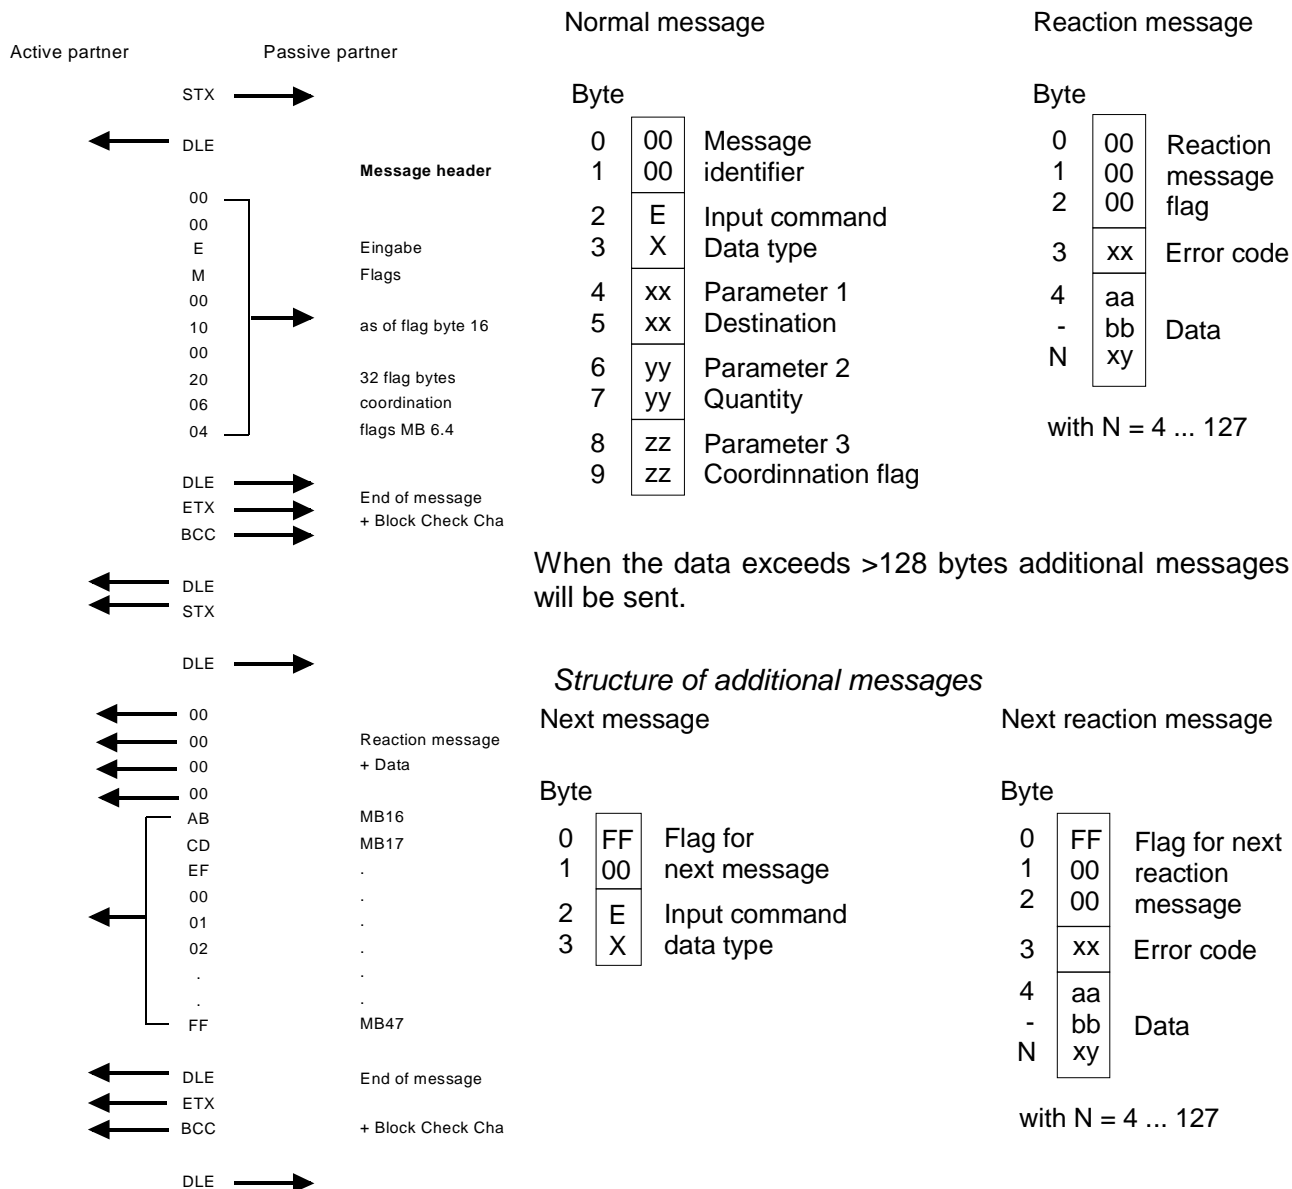 Active partner Passive partner
STX
DLE
Message header
00
00
E Eingabe
M Flags
00
10 as of flag byte 16
00
20 32 flag bytes
06 coordination
04 flags MB 6.4
DLE
ETX End of message
BCC + Block Check Cha
DLE
STX
DLE
00
00 Reaction message
00 + Data
00
AB MB16
CD MB17
EF .
00 .
01 .
02 .
. .
. .
FF MB47
DLE End of message
ETX
BCC + Block Check Cha
DLE
Normal message
Byte
0 00 Message
1 00 identifier
2 E Input command
3 X Data type
4 xx Parameter 1
5 xx Destination
6 yy Parameter 2
7 yy Quantity
8 zz Parameter 3
9 zz Coordinnation flag
Reaction message
Byte
0 00 Reaction
1 00 message
2 00 flag
3 xx Error code
4 aa
- bb Data
N xy
with N = 4 ... 127
When the data exceeds >128 bytes additional messages
will be sent.
Structure of additional messages
Next message
Byte
0 FF Flag for
1 00 next message
2 E Input command
3 X data type
Next reaction message
Byte
0 FF Flag for next
1 00 reaction
2 00 message
3 xx Error code
4 aa
- bb Data
N xy
with N = 4 ... 127